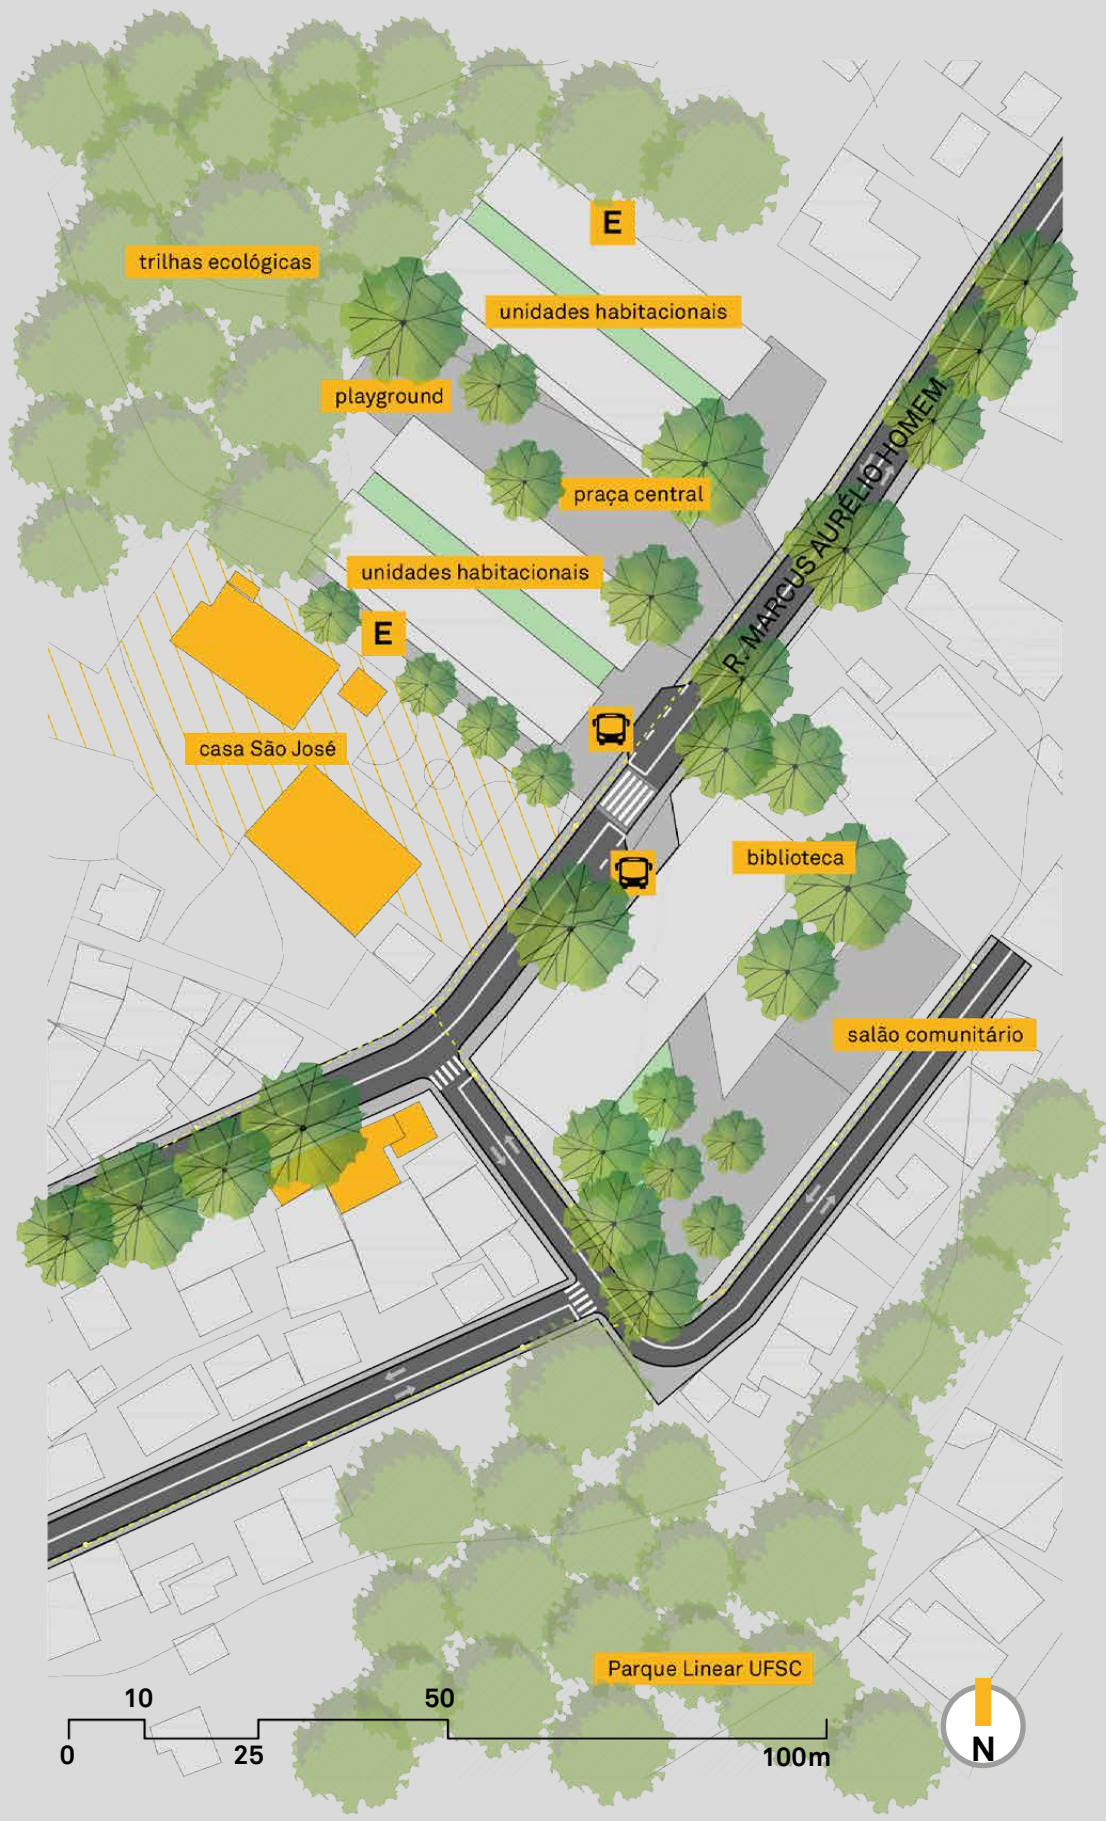 E
trilhas ecológicas
unidades habitacionais
playground
R. MARCUS AURÉLIO HOMEM
praça central
unidades habitacionais
E
casa São José
biblioteca
salão comunitário
Parque Linear UFSC
10
50
0
25
100m
N